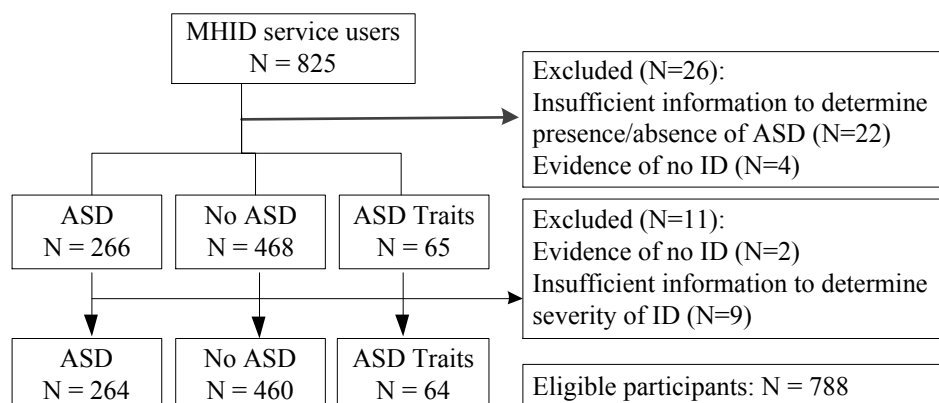 MHID service users
N = 825
Excluded (N=26):
Insufficient information to determine
presence/absence of ASD (N=22)
Evidence of no ID (N=4)
ASD
N = 266
No ASD
N = 468
ASD Traits
N = 65
Excluded (N=11):
Evidence of no ID (N=2)
Insufficient information to determine
severity of ID (N=9)
ASD
N = 264
No ASD
N = 460
ASD Traits
N = 64
Eligible participants: N = 788